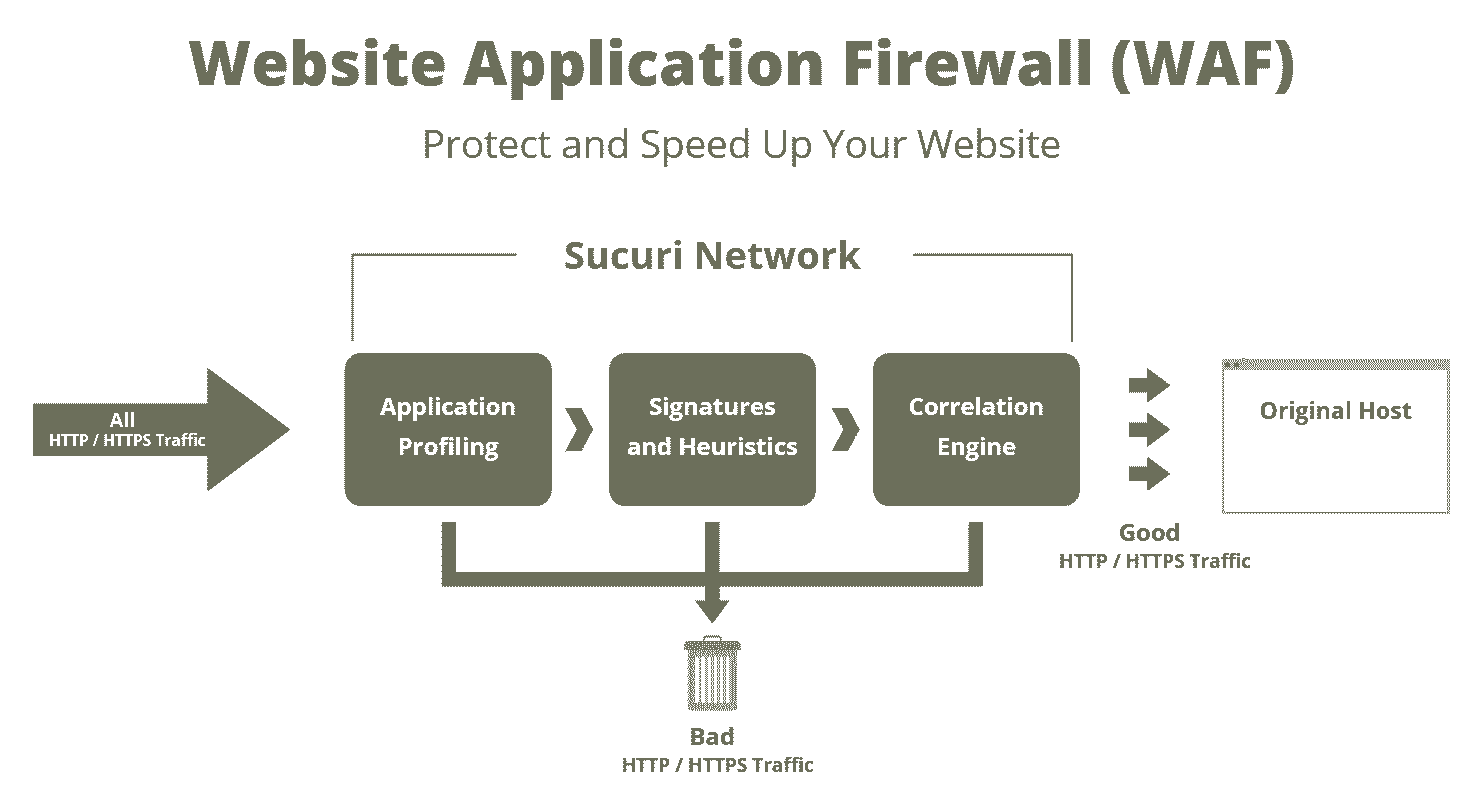 Website Application Firewall (WAF)
Protect and Speed Up Your Website
Sucuri Network
All
HTTP / HTTPS Traffic
Application
Profiling
Signatures
and Heuristics
Correlation
Engine
Original Host
Good
HTTP / HTTPS Traffic
Bad
HTTP / HTTPS Traffic